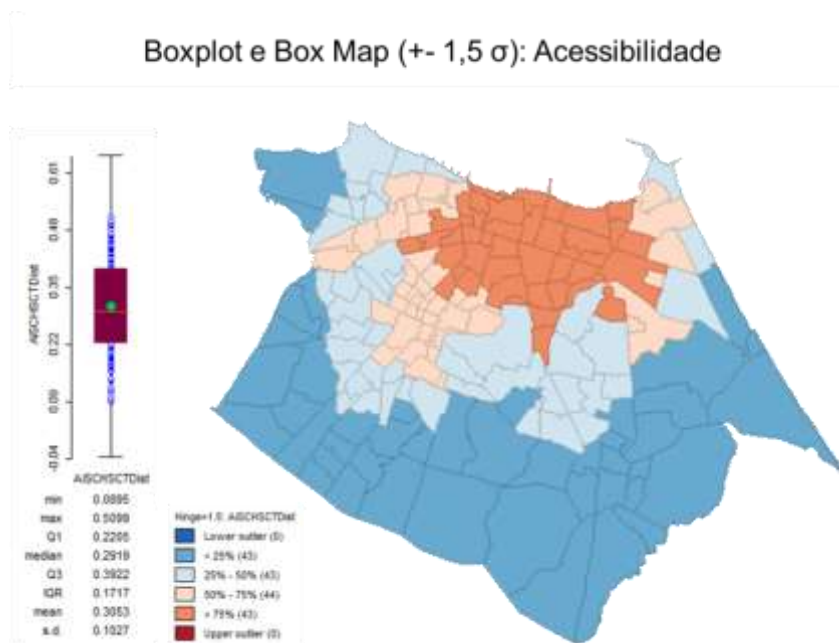 Boxplot e Box Map (+- 1,5 σ): Acessibilidade
0.61
0.48
0.35
0.22
0.09
-0.04
AISCHSCTDist
AISCHSCTDist
min 0.0895
max 0.5099
Q1 0.2205
median 0.2919
Q3 0.3922
IQR 0.1717
mean 0.3053
s.d. 0.1027
Hinge=1.5: AISCHSCTDist
Lower outlier (0)
< 25% (43)
25% - 50% (43)
50% - 75% (44)
> 75% (43)
Upper outlier (0)